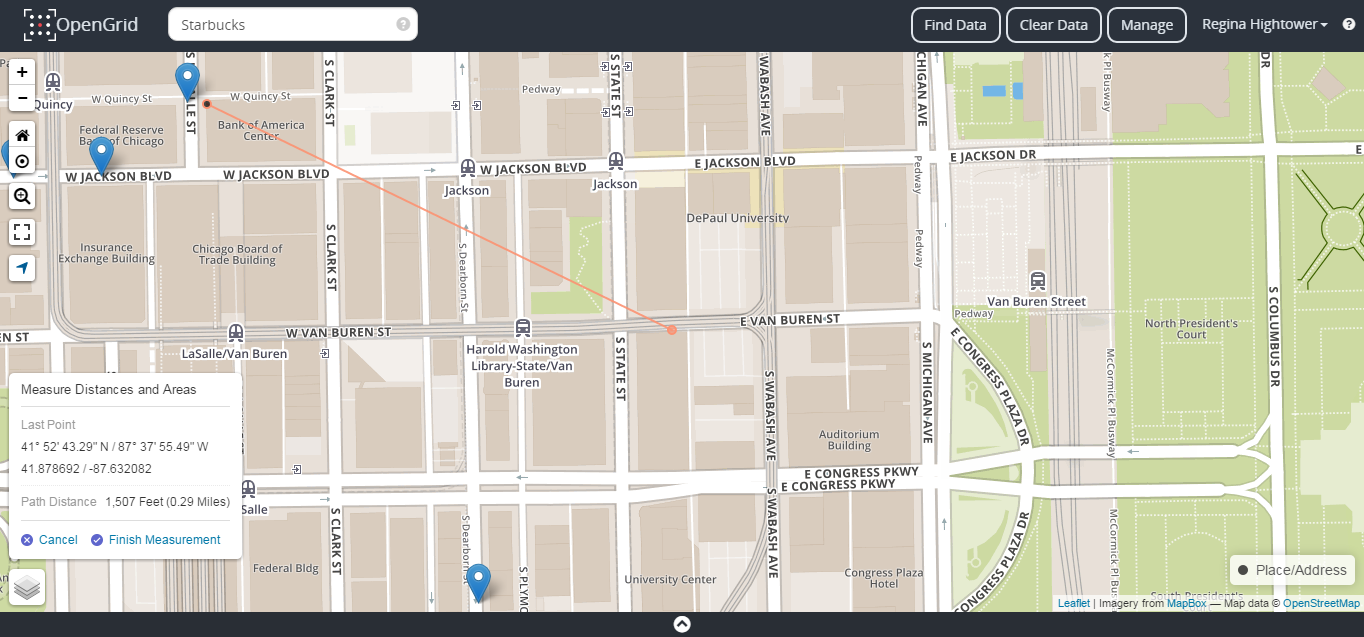 OpenGrid
Starbucks
Find Data
Clear Data
Manage
Regina Hightower
+
−
Quincy
W Quincy St
W Quincy St
Federal Reserve
Bank of Chicago
Bank of America
Center
S CLARK ST
Pedway
S STATE ST
WABASH AVE
CHIGAN AVE
k Pl Busway
DR
W JACKSON BLVD
W JACKSON BLVD
W JACKSON BLVD
E JACKSON BLVD
E JACKSON DR
E
Jackson
Jackson
Pedway
DePaul University
Insurance
Exchange Building
Chicago Board of
Trade Building
S CLARK ST
S Dearborn St
Pedway
Van Buren Street
Pedway
EN ST
W VAN BUREN ST
E VAN BUREN ST
LaSalle/Van Buren
Harold Washington
Library-State/Van
Buren
S STATE ST
S WABASH AVE
S MICHIGAN AVE
E CONGRESS PLAZA DR
McCormick Pl Busway
North President's
Court
S COLUMBUS DR
Measure Distances and Areas
Last Point
41° 52' 43.29" N / 87° 37' 55.49" W
41.878692 / -87.632082
Path Distance 1,507 Feet (0.29 Miles)
Cancel
Finish Measurement
Auditorium
Building
E CONGRESS PKWY
E CONGRESS PKWY
Salle
S CLARK ST
S Dearborn St
S PLYMO
S WABASH AVE
CONGRESS PLAZA DR
McCormick Pl Busway
Federal Bldg
University Center
Congress Plaza
Hotel
South President's
Place/Address
Leaflet | Imagery from MapBox — Map data © OpenStreetMap